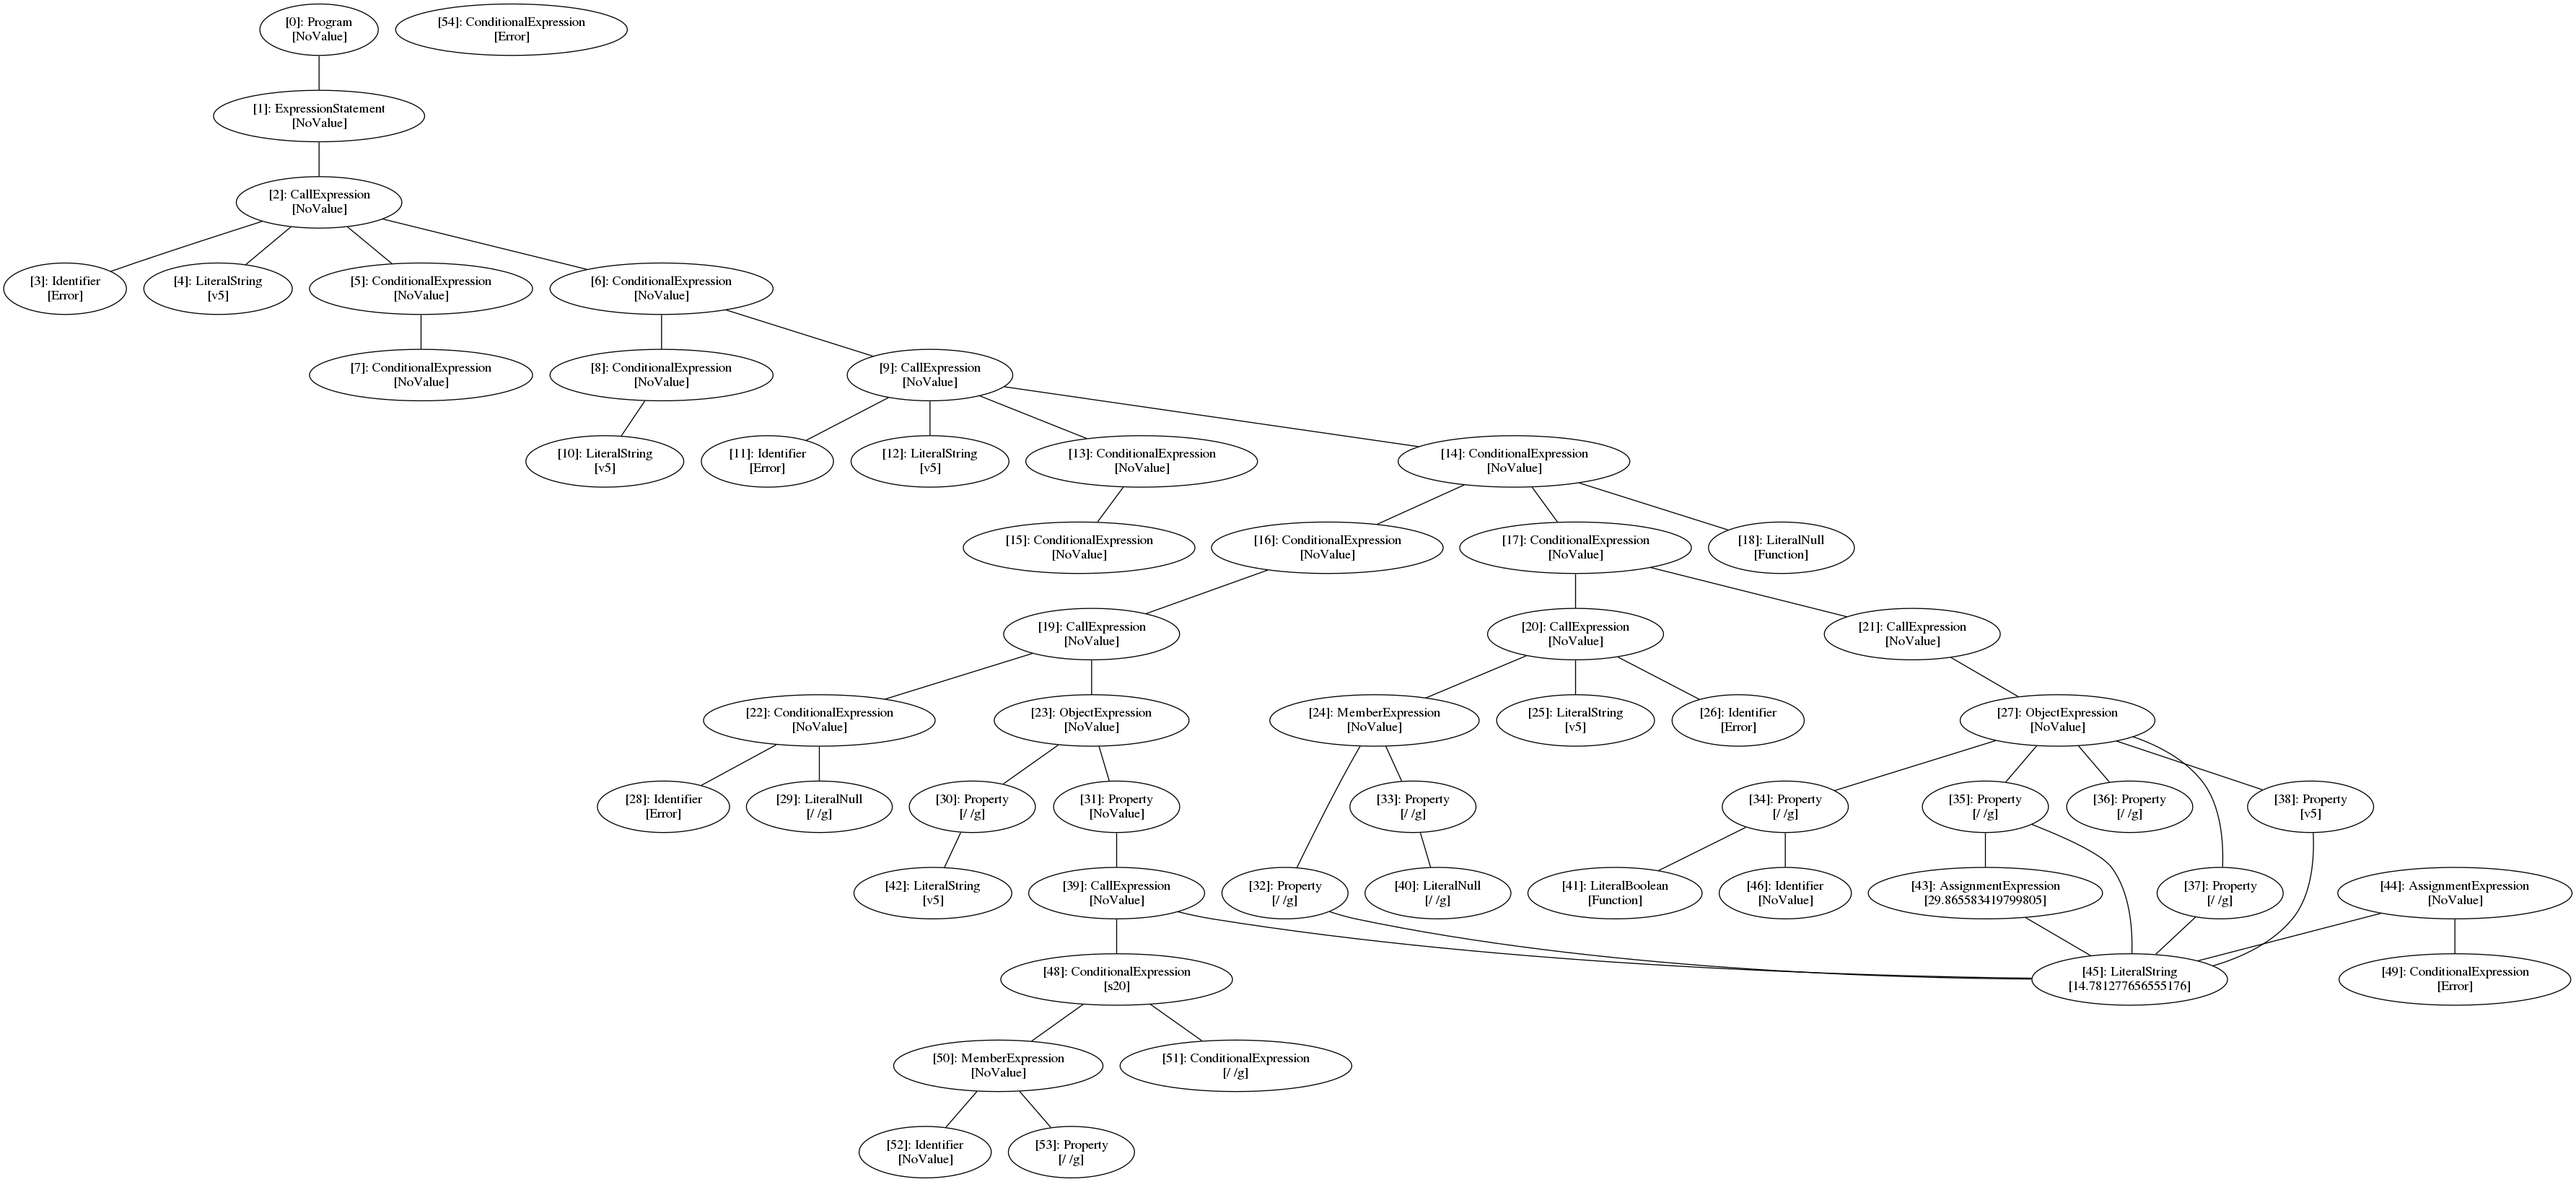 [0]: Program
[NoValue]
[54]: ConditionalExpression
[Error]
[1]: ExpressionStatement
[NoValue]
[2]: CallExpression
[NoValue]
[3]: Identifier
[Error]
[4]: LiteralString
[v5]
[5]: ConditionalExpression
[NoValue]
[6]: ConditionalExpression
[NoValue]
[7]: ConditionalExpression
[NoValue]
[8]: ConditionalExpression
[NoValue]
[9]: CallExpression
[NoValue]
[10]: LiteralString
[v5]
[11]: Identifier
[Error]
[12]: LiteralString
[v5]
[13]: ConditionalExpression
[NoValue]
[14]: ConditionalExpression
[NoValue]
[15]: ConditionalExpression
[NoValue]
[16]: ConditionalExpression
[NoValue]
[17]: ConditionalExpression
[NoValue]
[18]: LiteralNull
[Function]
[19]: CallExpression
[NoValue]
[20]: CallExpression
[NoValue]
[21]: CallExpression
[NoValue]
[22]: ConditionalExpression
[NoValue]
[23]: ObjectExpression
[NoValue]
[24]: MemberExpression
[NoValue]
[25]: LiteralString
[v5]
[26]: Identifier
[Error]
[27]: ObjectExpression
[NoValue]
[28]: Identifier
[Error]
[29]: LiteralNull
[/ /g]
[30]: Property
[/ /g]
[31]: Property
[NoValue]
[33]: Property
[/ /g]
[34]: Property
[/ /g]
[35]: Property
[/ /g]
[36]: Property
[/ /g]
[38]: Property
[v5]
[42]: LiteralString
[v5]
[39]: CallExpression
[NoValue]
[32]: Property
[/ /g]
[40]: LiteralNull
[/ /g]
[41]: LiteralBoolean
[Function]
[46]: Identifier
[NoValue]
[43]: AssignmentExpression
[29.865583419799805]
[37]: Property
[/ /g]
[44]: AssignmentExpression
[NoValue]
[48]: ConditionalExpression
[s20]
[45]: LiteralString
[14.781277656555176]
[49]: ConditionalExpression
[Error]
[50]: MemberExpression
[NoValue]
[51]: ConditionalExpression
[/ /g]
[52]: Identifier
[NoValue]
[53]: Property
[/ /g]